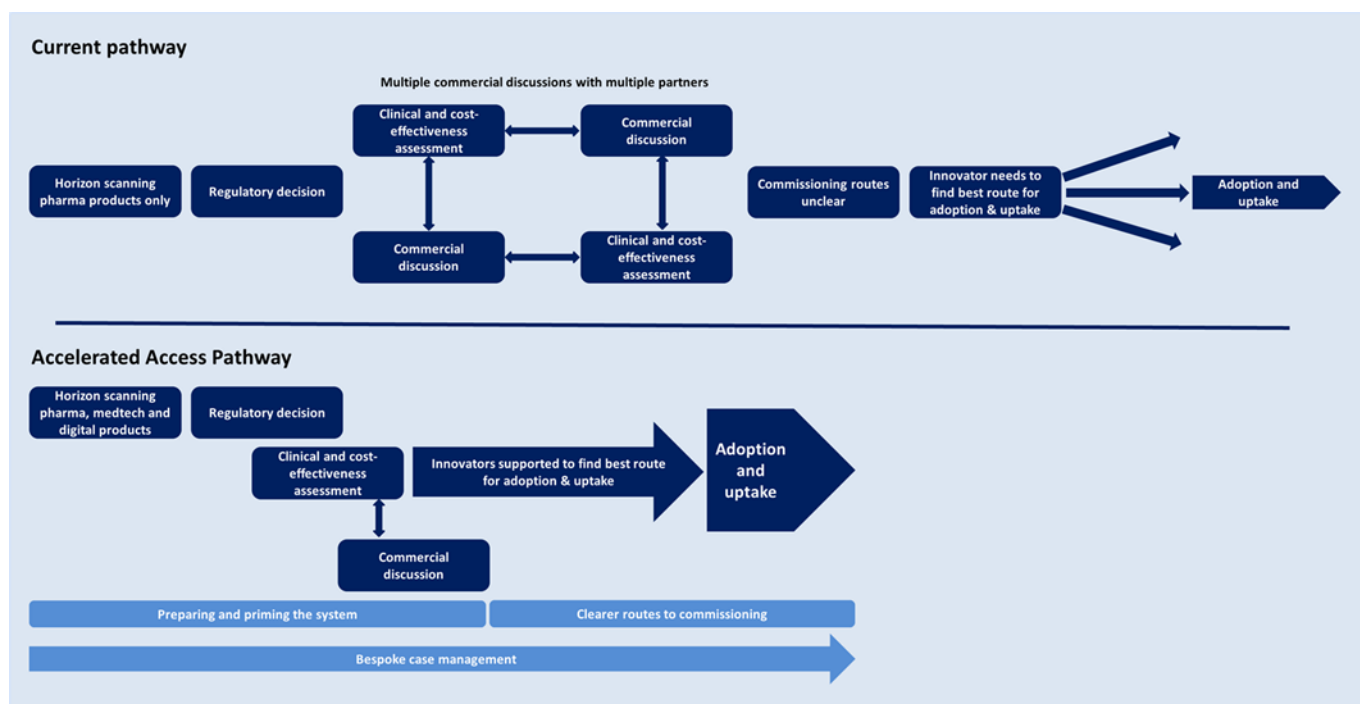 Current pathway
Multiple commercial discussions with multiple partners
Clinical and cost-
effectiveness
assessment
Commercial
discussion
Horizon scanning
pharma products only
Regulatory decision
Commissioning routes
unclear
Innovator needs to
find best route for
adoption & uptake
Adoption and
uptake
Commercial
discussion
Clinical and cost-
effectiveness
assessment
Accelerated Access Pathway
Horizon scanning
pharma, medtech and
digital products
Regulatory decision
Clinical and cost-
effectiveness
assessment
Innovators supported to find best route
for adoption & uptake
Adoption
and
uptake
Commercial
discussion
Preparing and priming the system
Clearer routes to commissioning
Bespoke case management